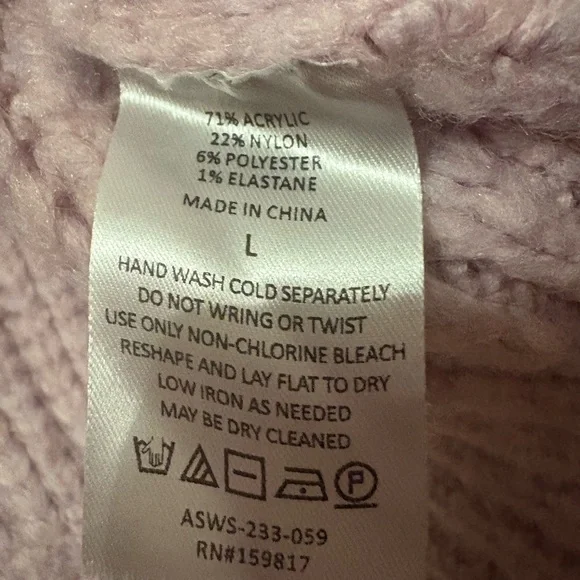 71% ACRYLIC
22% NYLON
6% POLYESTER
1% ELASTANE
MADE IN CHINA
L
HAND WASH COLD SEPARATELY
DO NOT WRING OR TWIST
USE ONLY NON-CHLORINE BLEACH
RESHAPE AND LAY FLAT TO DRY
LOW IRON AS NEEDED
MAY BE DRY CLEANED
P
ASWS-233-059
RN#159817